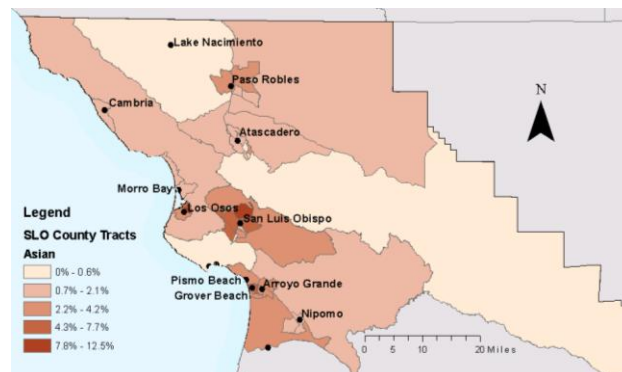 Lake Nacimiento
Paso Robles
N
Cambria
Atascadero
Morro Bay
Los Osos
San Luis Obispo
Legend
SLO County Tracts
Asian
0% - 0.6%
0.7% - 2.1%
2.2% - 4.2%
4.3% - 7.7%
7.8% - 12.5%
Pismo Beach
Arroyo Grande
Grover Beach
Nipomo
0 5 10 20 Miles